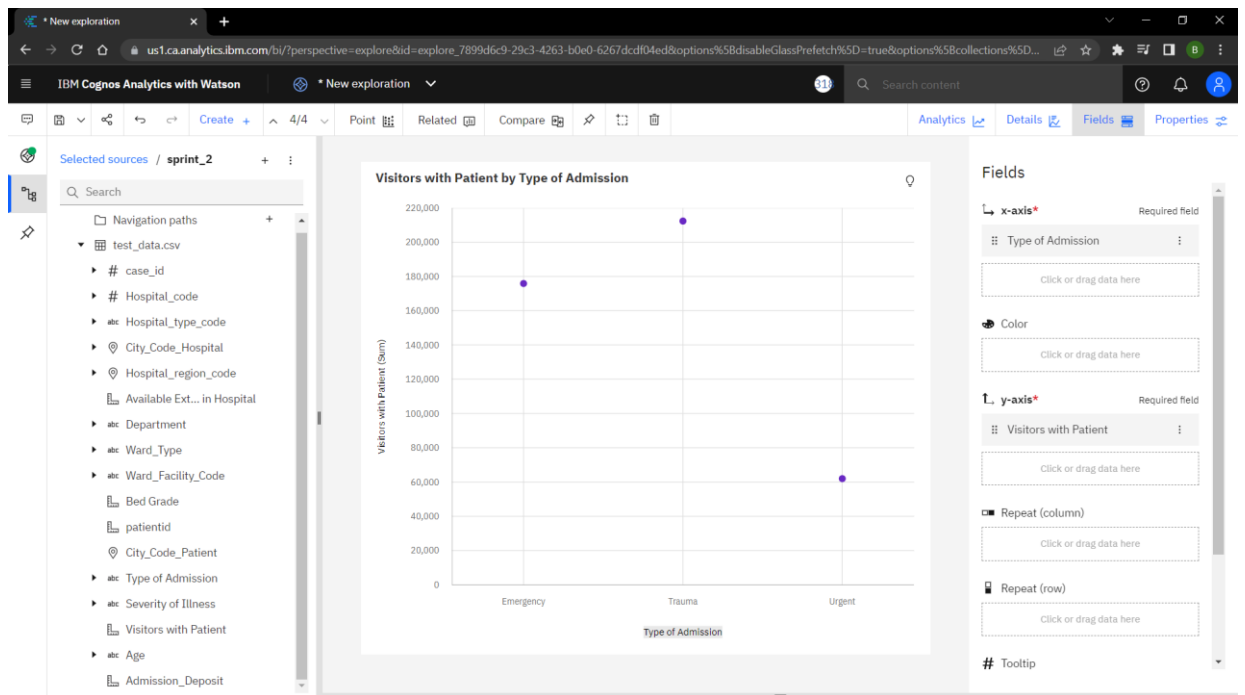 * New exploration
us1.ca.analytics.ibm.com/bi/?perspective=explore&id=explore_7899d6c9-29c3-4263-b0e0-6267dcdf04ed&options%5BdisableGlassPrefetch%5D=true&options%5Bcollections%5D...
B
IBM Cognos Analytics with Watson
* New exploration
Search content
Create +
4/4
Point
Related
Compare
Analytics
Details
Fields
Properties
Selected sources / sprint_2
Search
Navigation paths
test_data.csv
# case_id
# Hospital_code
abc Hospital_type_code
City_Code_Hospital
Hospital_region_code
Available Ext... in Hospital
abc Department
abc Ward_Type
abc Ward_Facility_Code
Bed Grade
patientid
City_Code_Patient
abc Type of Admission
abc Severity of Illness
Visitors with Patient
abc Age
Admission_Deposit
Visitors with Patient by Type of Admission
Visitors with Patient (Sum)
220,000
200,000
180,000
160,000
140,000
120,000
100,000
80,000
60,000
40,000
20,000
0
Emergency Trauma Urgent
Type of Admission
Fields
x-axis* Required field
Type of Admission
Click or drag data here
Color
Click or drag data here
y-axis* Required field
Visitors with Patient
Click or drag data here
Repeat (column)
Click or drag data here
Repeat (row)
Click or drag data here
# Tooltip